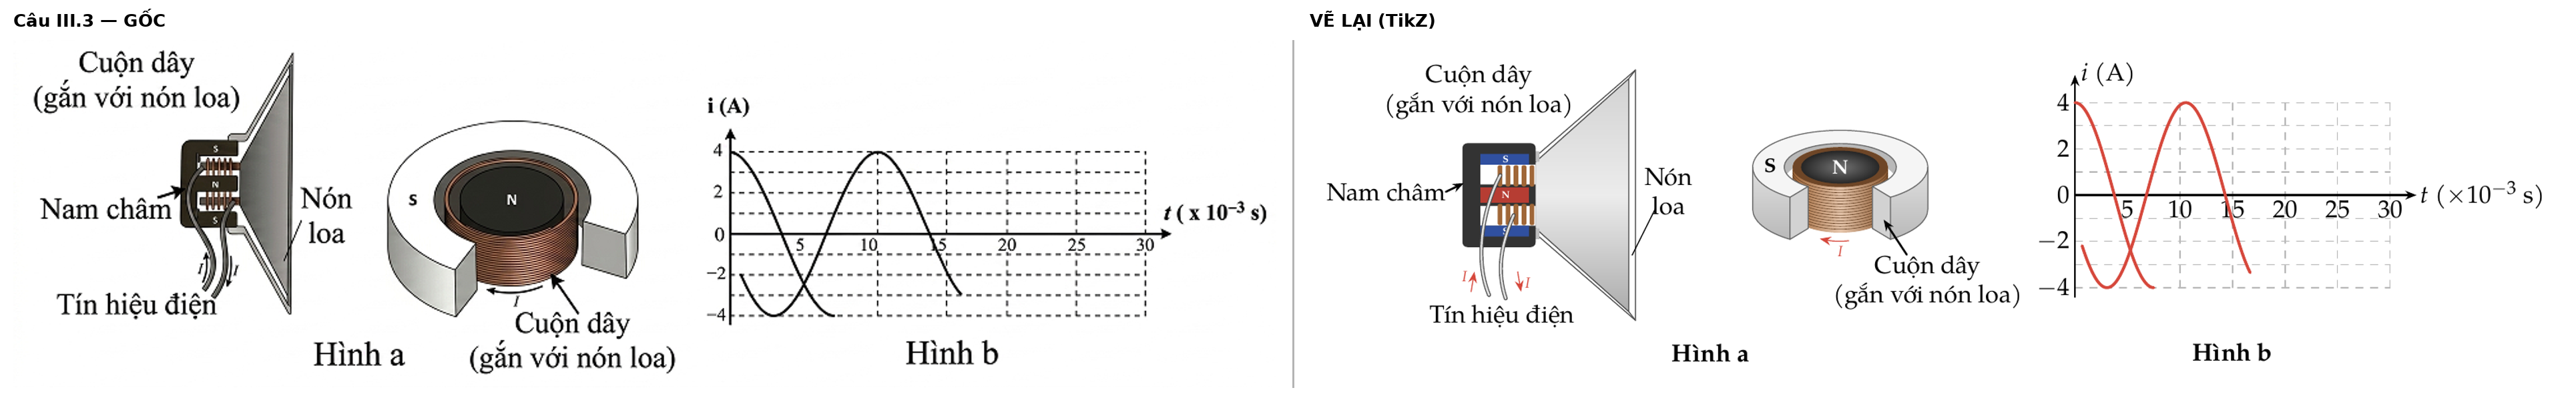 Câu III.3 — GỐC
Cuộn dây
(gắn với nón loa)
S
N
S
Nam châm
Nón
loa
I
I
Tín hiệu điện
S
N
I
Cuộn dây
(gắn với nón loa)
Hình a
i (A)
4
2
0
−2
−4
5
10
15
20
25
30
t ( x 10⁻³ s)
Hình b
VẼ LẠI (TikZ)
Cuộn dây
(gắn với nón loa)
S
N
S
Nam châm
Nón
loa
I
I
Tín hiệu điện
S
N
I
Cuộn dây
(gắn với nón loa)
Hình a
i (A)
4
2
0
−2
−4
5
10
15
20
25
30
t (×10⁻³ s)
Hình b